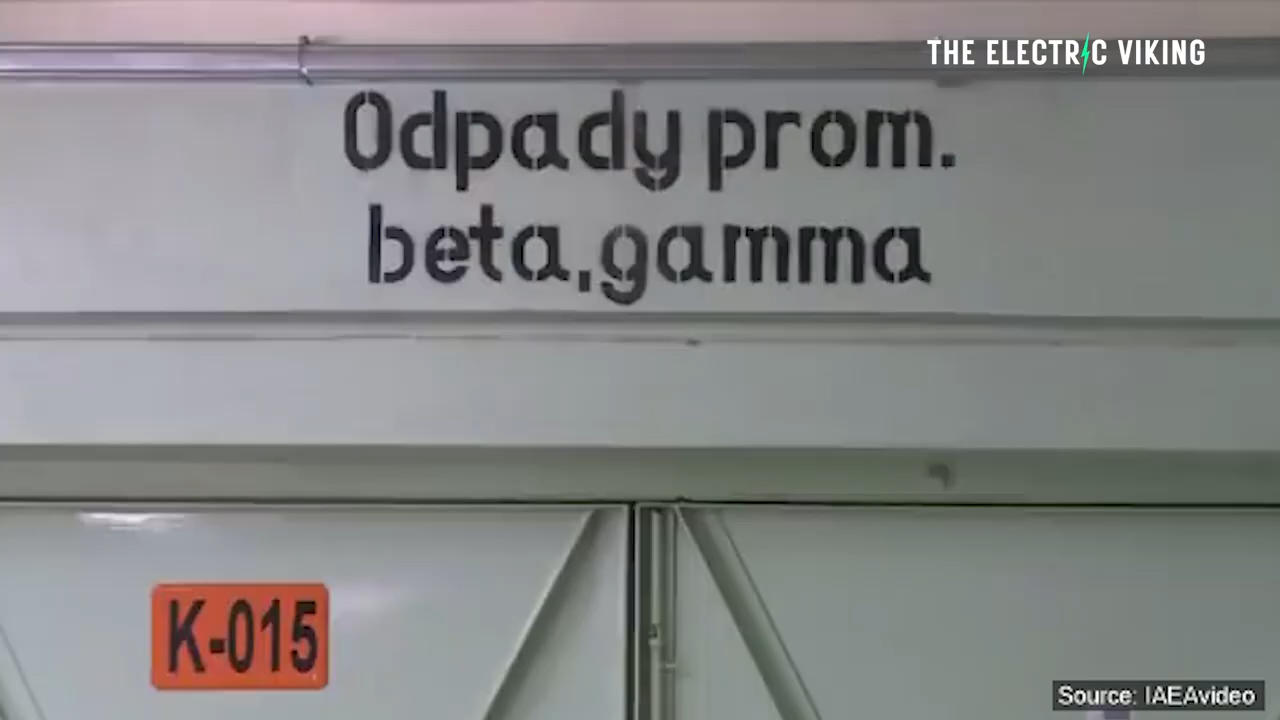 THE ELECTRIC VIKING
Odpady prom.
beta,gamma
K-015
Source: IAEAvideo